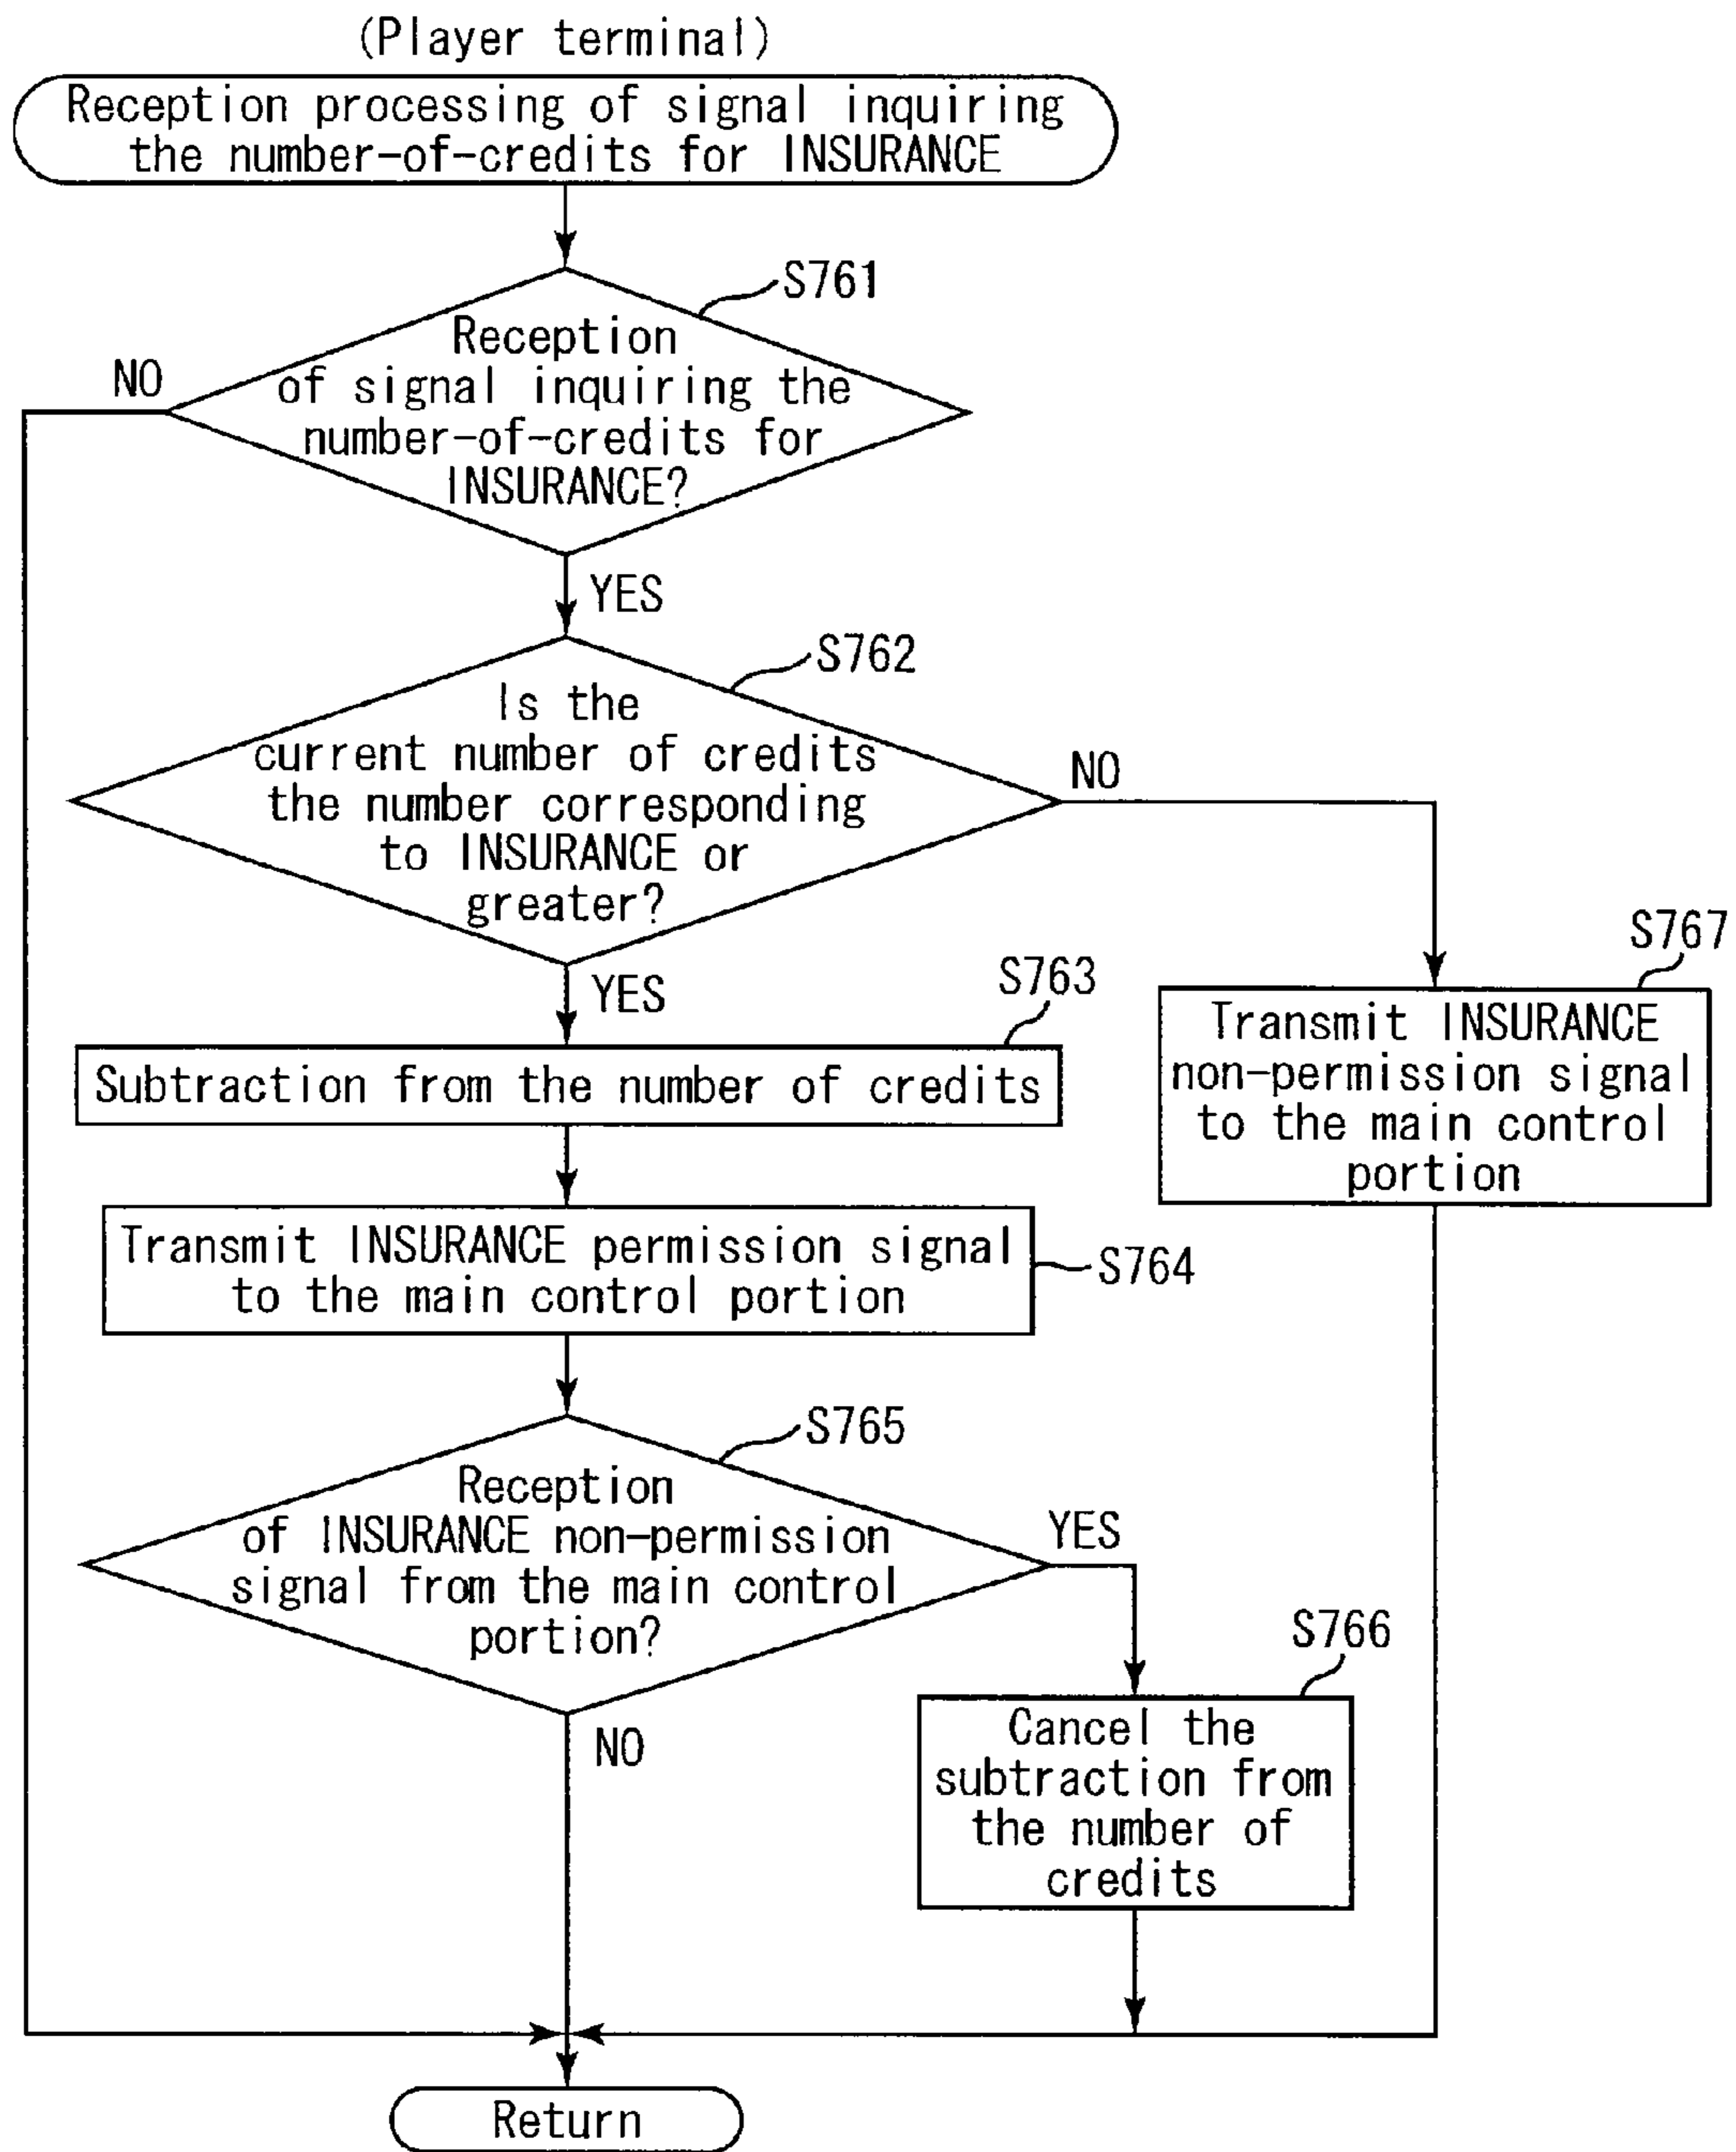 (Player terminal)
Reception processing of signal inquiring
the number-of-credits for INSURANCE
S761
Reception
of signal inquiring the
number-of-credits for
INSURANCE?
NO
YES
S762
Is the
current number of credits
the number corresponding
to INSURANCE or
greater?
NO
YES
S763
Subtraction from the number of credits
S767
Transmit INSURANCE
non-permission signal
to the main control
portion
Transmit INSURANCE permission signal
to the main control portion
S764
S765
Reception
of INSURANCE non-permission
signal from the main control
portion?
YES
NO
S766
Cancel the
subtraction from
the number of
credits
Return